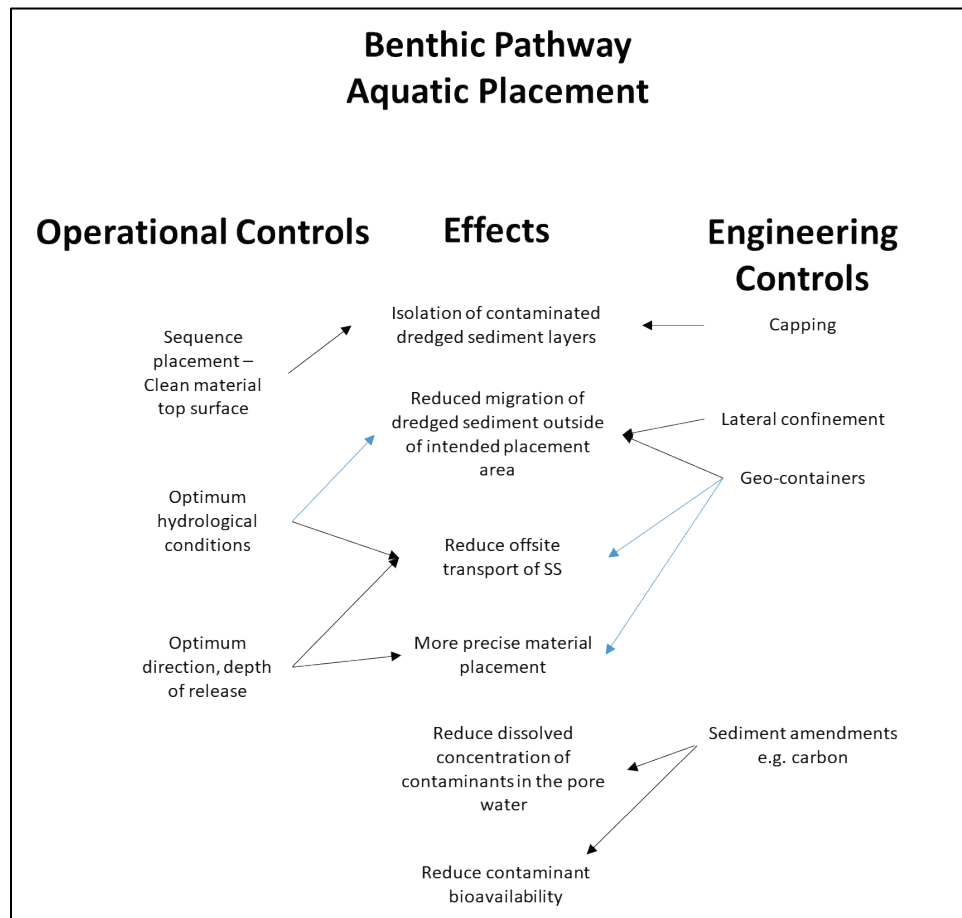 Benthic Pathway
Aquatic Placement
Operational Controls
Effects
Engineering
Controls
Sequence
placement –
Clean material
top surface
Isolation of contaminated
dredged sediment layers
Capping
Reduced migration of
dredged sediment outside
of intended placement
area
Lateral confinement
Geo-containers
Optimum
hydrological
conditions
Reduce offsite
transport of SS
Optimum
direction, depth
of release
More precise material
placement
Reduce dissolved
concentration of
contaminants in the pore
water
Sediment amendments
e.g. carbon
Reduce contaminant
bioavailability